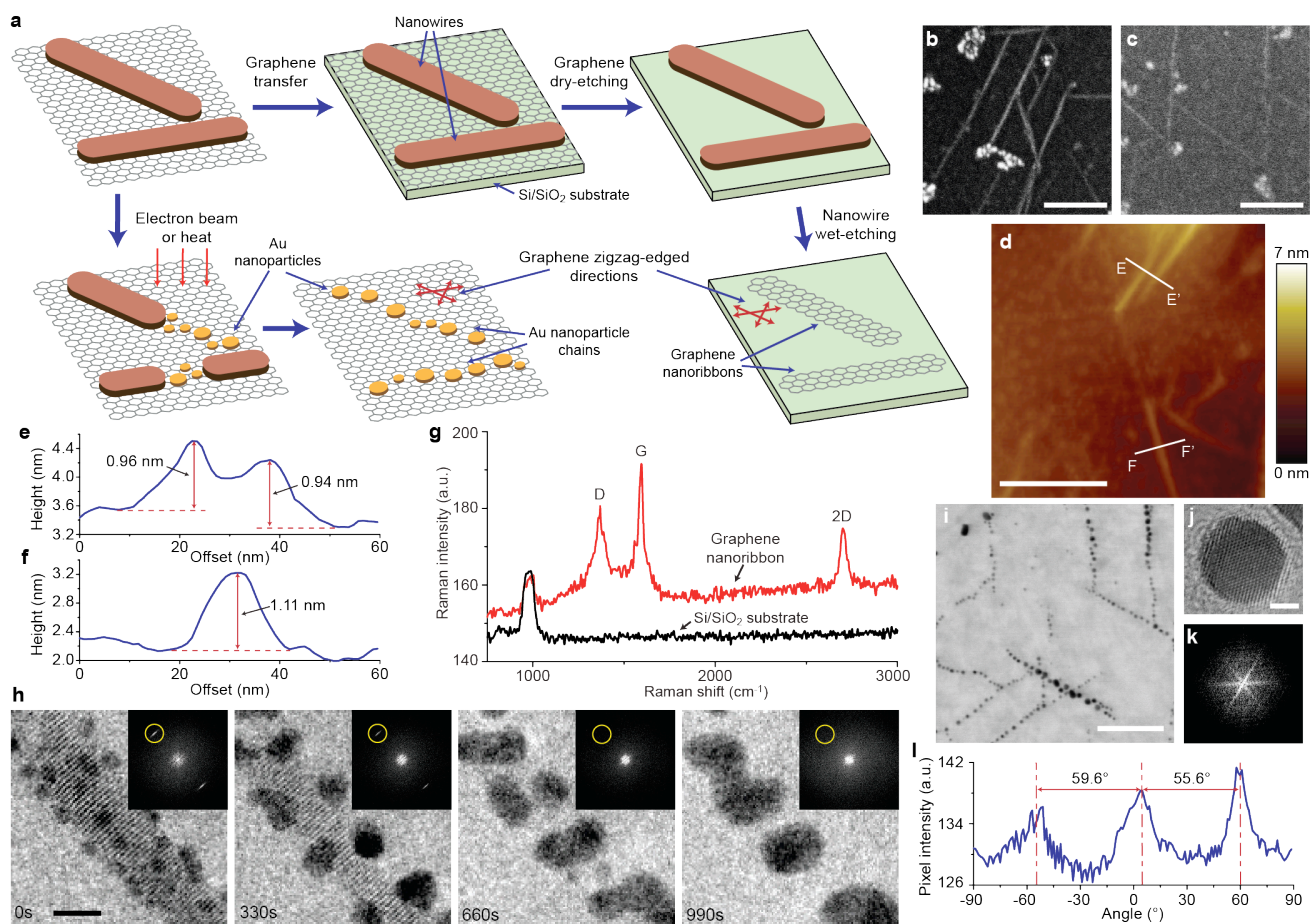 a
Nanowires
Graphene
transfer
Graphene
dry-etching
Si/SiO2 substrate
Electron beam
or heat
Au
nanoparticles
Graphene zigzag-edged
directions
Nanowire
wet-etching
Au nanoparticle
chains
Graphene
nanoribbons
b
c
d
E
E'
F
F'
7 nm
0 nm
e
Height (nm)
4.4
4.0
3.6
3.2
0.96 nm
0.94 nm
0
20
40
60
Offset (nm)
f
Height (nm)
3.2
2.8
2.4
2.0
1.11 nm
0
20
40
60
Offset (nm)
g
Raman intensity (a.u.)
200
180
160
140
D
G
2D
Graphene
nanoribbon
Si/SiO2 substrate
1000
2000
3000
Raman shift (cm-1)
h
0s
330s
660s
990s
i
j
k
l
Pixel intensity (a.u.)
142
134
126
59.6°
55.6°
-90
-60
-30
0
30
60
90
Angle (°)